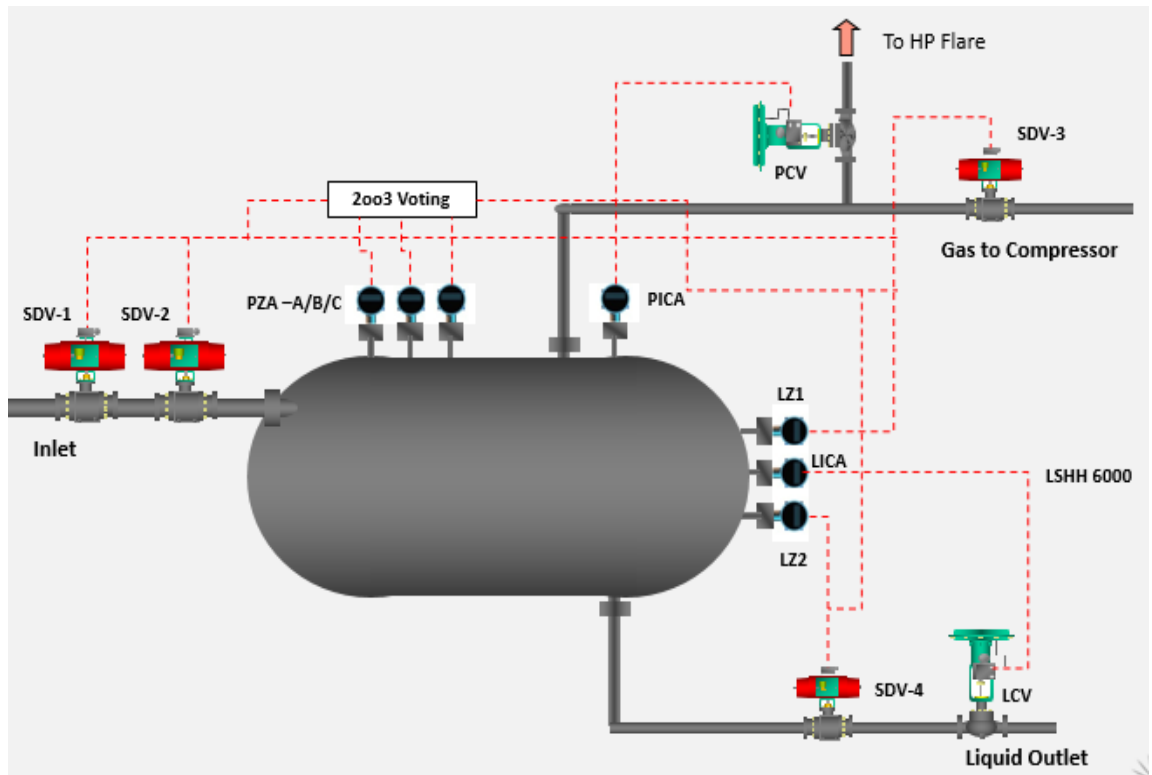 To HP Flare
SDV-3
PCV
2oo3 Voting
Gas to Compressor
PZA –A/B/C
PICA
SDV-1
SDV-2
LZ1
Inlet
LICA
LSHH 6000
LZ2
SDV-4
LCV
Liquid Outlet